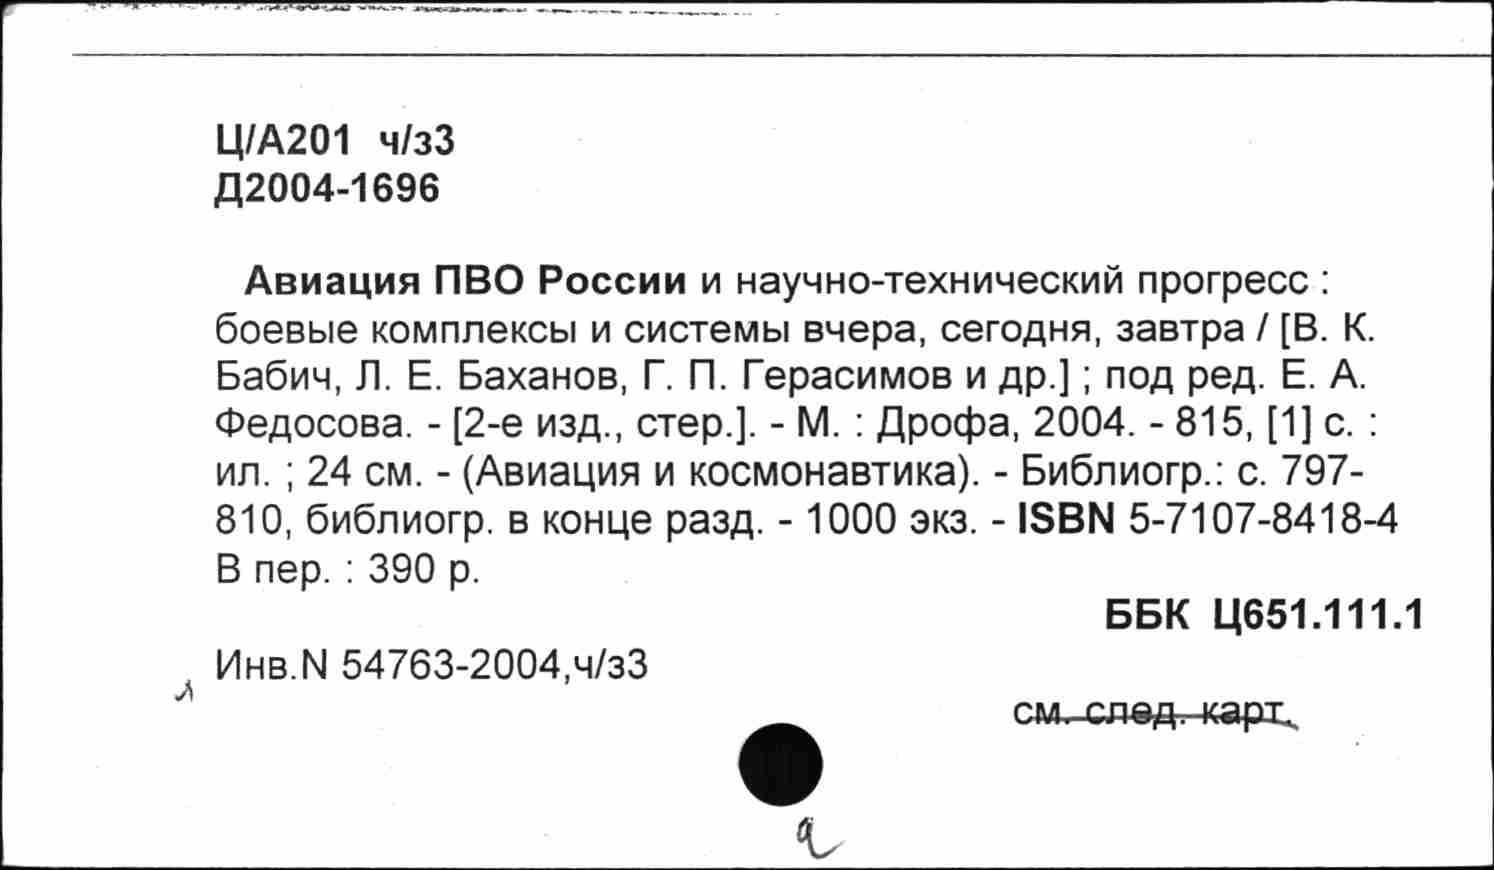 Ц/А201 ч/з3
Д2004-1696
Авиация ПВО России и научно-технический прогресс :
боевые комплексы и системы вчера, сегодня, завтра / [В. К.
Бабич, Л. Е. Баханов, Г. П. Герасимов и др.] ; под ред. Е. А.
Федосова. - [2-е изд., стер.]. - М. : Дрофа, 2004. - 815, [1] с. :
ил. ; 24 см. - (Авиация и космонавтика). - Библиогр.: с. 797-
810, библиогр. в конце разд. - 1000 экз. - ISBN 5-7107-8418-4
В пер. : 390 р.
ББК Ц651.111.1
Инв.N 54763-2004,ч/з3
см. след. карт.